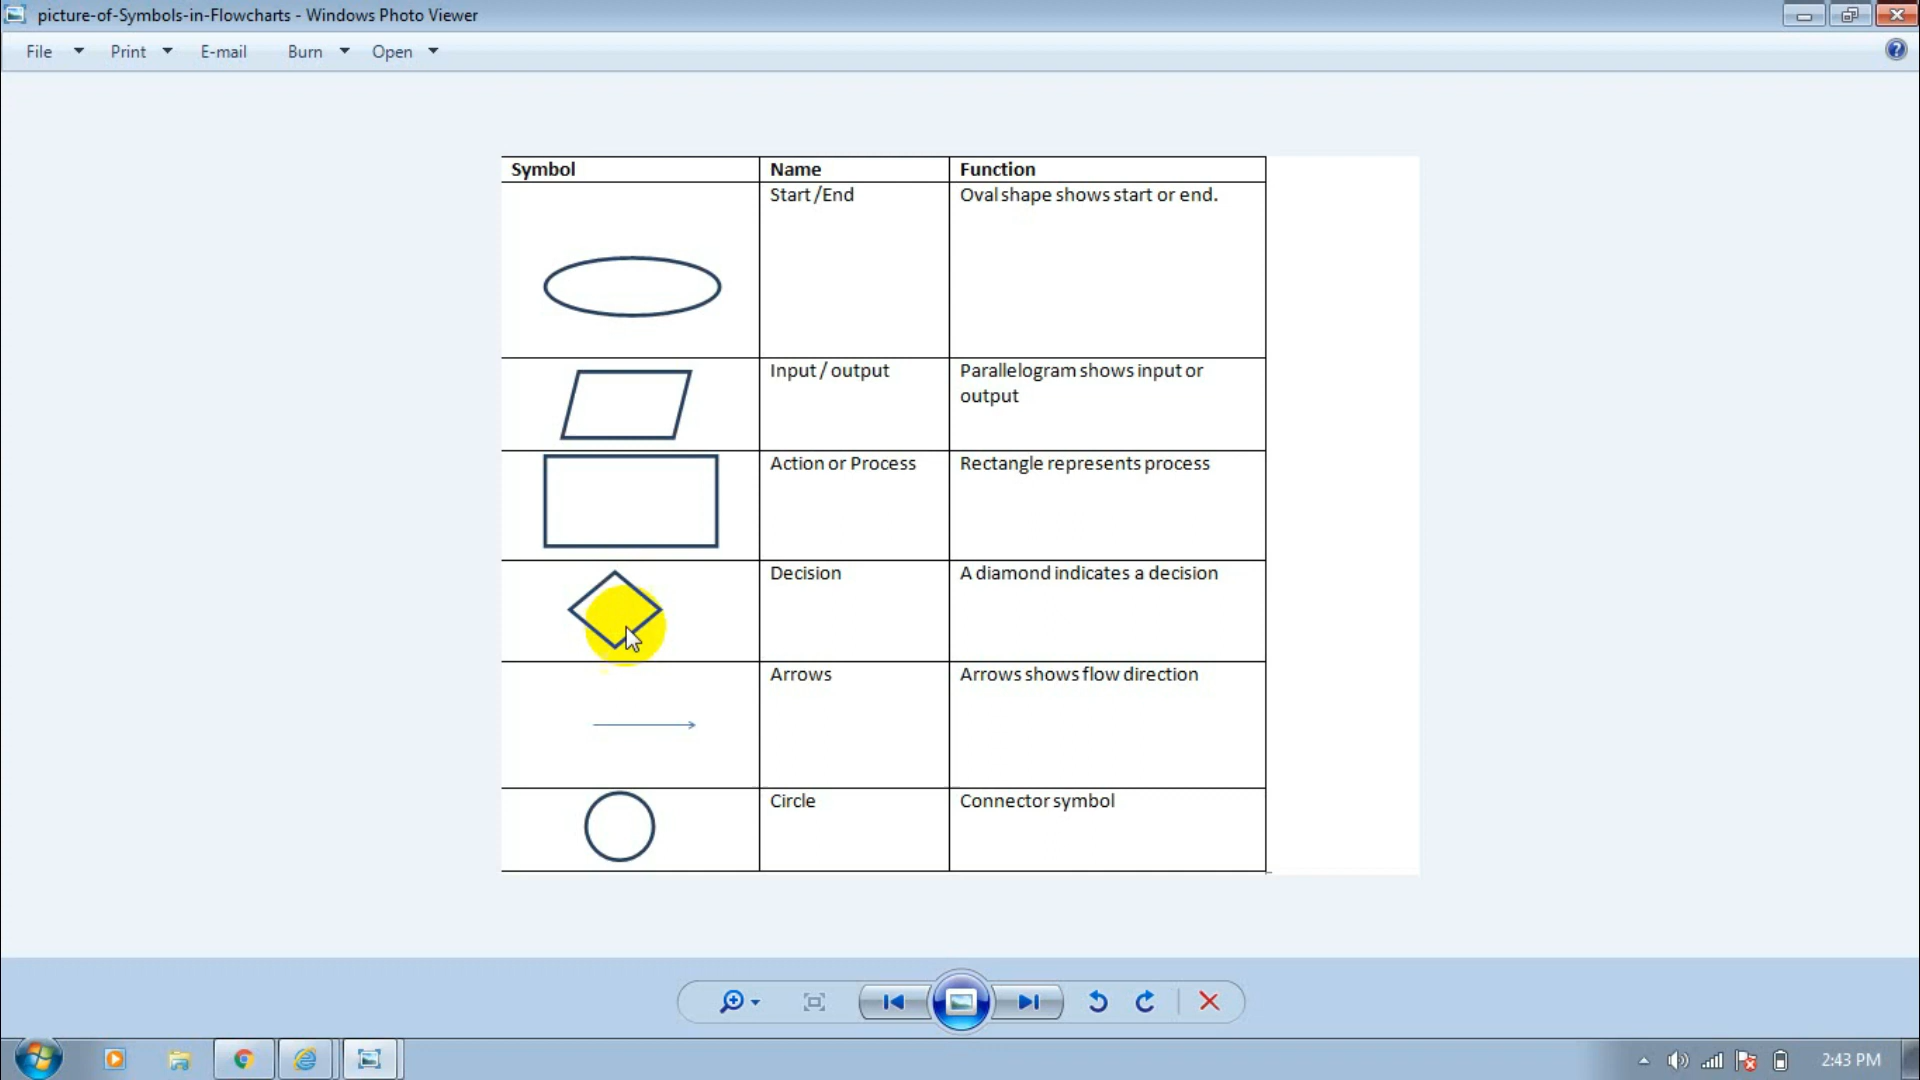 picture-of-Symbols-in-Flowcharts - Windows Photo Viewer
File Print E-mail Burn Open
Symbol Name Function
Start /End Oval shape shows start or end.
Input / output Parallelogram shows input or
output
Action or Process Rectangle represents process
Decision A diamond indicates a decision
Arrows Arrows shows flow direction
Circle Connector symbol
2:43 PM